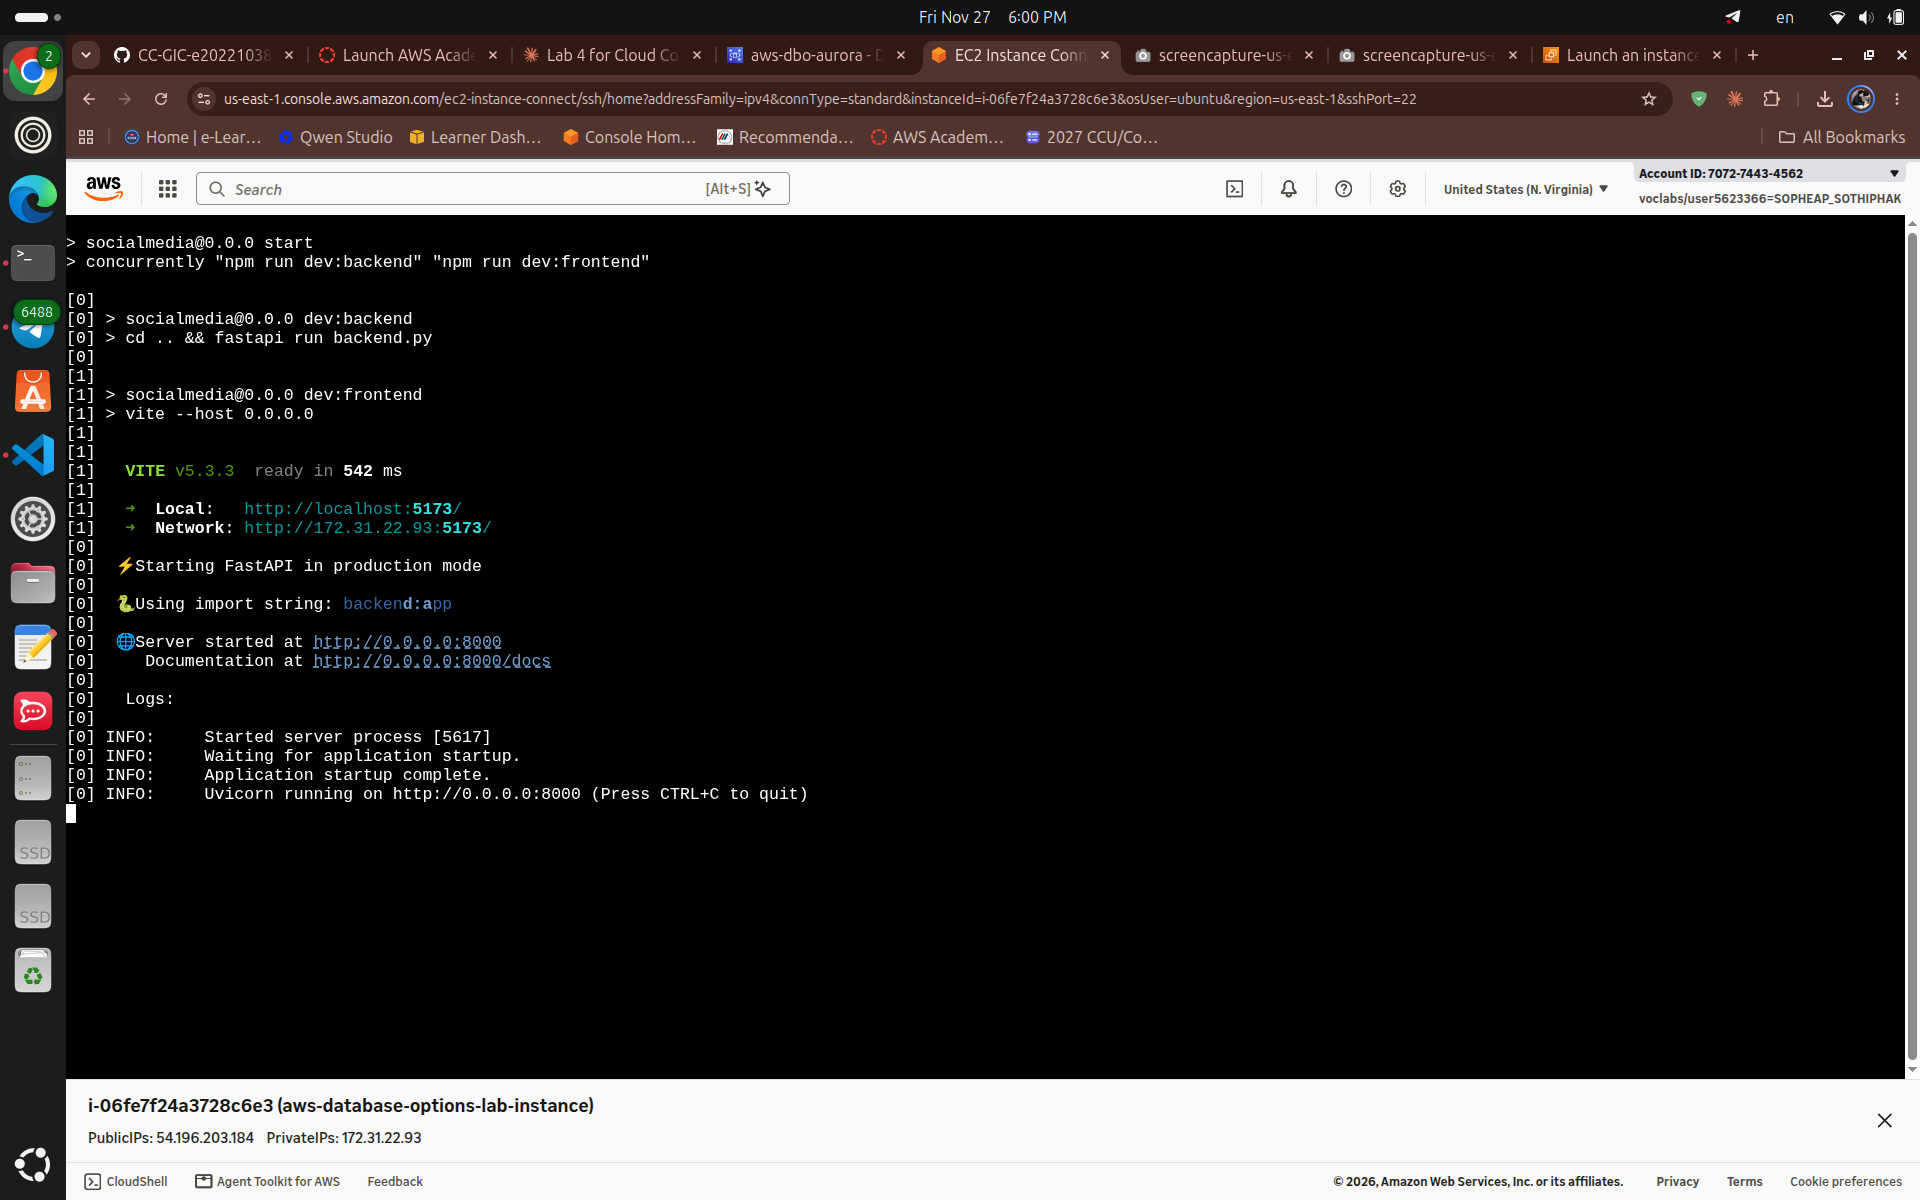 Fri Nov 27 6:00 PM
en
2
CC-GIC-e20221038
Launch AWS Acade
Lab 4 for Cloud Co
aws-dbo-aurora - D
EC2 Instance Conn
screencapture-us-e
screencapture-us-e
Launch an instance
us-east-1.console.aws.amazon.com/ec2-instance-connect/ssh/home?addressFamily=ipv4&connType=standard&instanceId=i-06fe7f24a3728c6e3&osUser=ubuntu&region=us-east-1&sshPort=22
Home | e-Lear…
Qwen Studio
Learner Dash…
Console Hom…
Recommenda…
AWS Academ…
2027 CCU/Co…
All Bookmarks
aws
Search
[Alt+S]
United States (N. Virginia)
Account ID: 7072-7443-4562
voclabs/user5623366=SOPHEAP_SOTHIPHAK
6488
SSD
SSD
> socialmedia@0.0.0 start
> concurrently "npm run dev:backend" "npm run dev:frontend"
[0]
[0] > socialmedia@0.0.0 dev:backend
[0] > cd .. && fastapi run backend.py
[0]
[1]
[1] > socialmedia@0.0.0 dev:frontend
[1] > vite --host 0.0.0.0
[1]
[1]
[1] VITE v5.3.3 ready in 542 ms
[1]
[1] ➜ Local: http://localhost:5173/
[1] ➜ Network: http://172.31.22.93:5173/
[0]
[0] ⚡Starting FastAPI in production mode
[0]
[0] 🐍Using import string: backend:app
[0]
[0] 🌐Server started at http://0.0.0.0:8000
[0] Documentation at http://0.0.0.0:8000/docs
[0]
[0] Logs:
[0]
[0] INFO: Started server process [5617]
[0] INFO: Waiting for application startup.
[0] INFO: Application startup complete.
[0] INFO: Uvicorn running on http://0.0.0.0:8000 (Press CTRL+C to quit)
i-06fe7f24a3728c6e3 (aws-database-options-lab-instance)
PublicIPs: 54.196.203.184 PrivateIPs: 172.31.22.93
CloudShell
Agent Toolkit for AWS
Feedback
© 2026, Amazon Web Services, Inc. or its affiliates.
Privacy
Terms
Cookie preferences